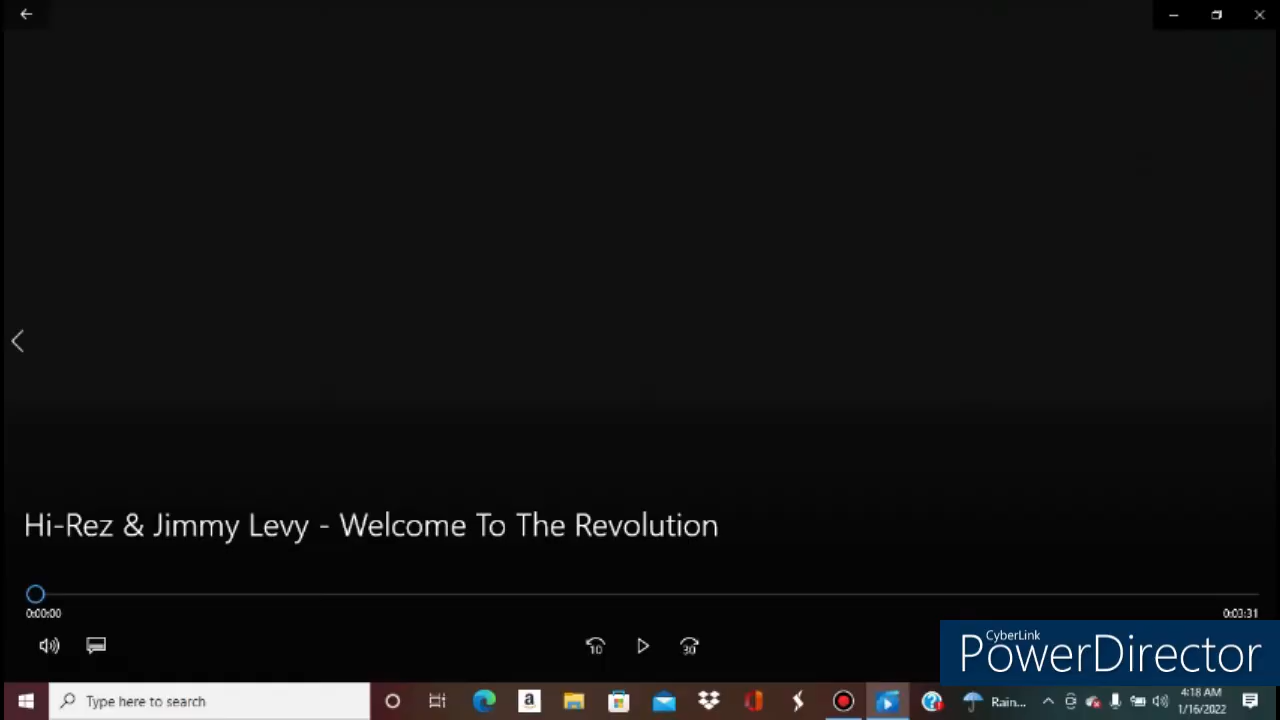 Hi-Rez & Jimmy Levy - Welcome To The Revolution
0:00:00
0:03:31
10
30
CyberLink
PowerDirector
Type here to search
a
Rain...
4:18 AM
1/16/2022